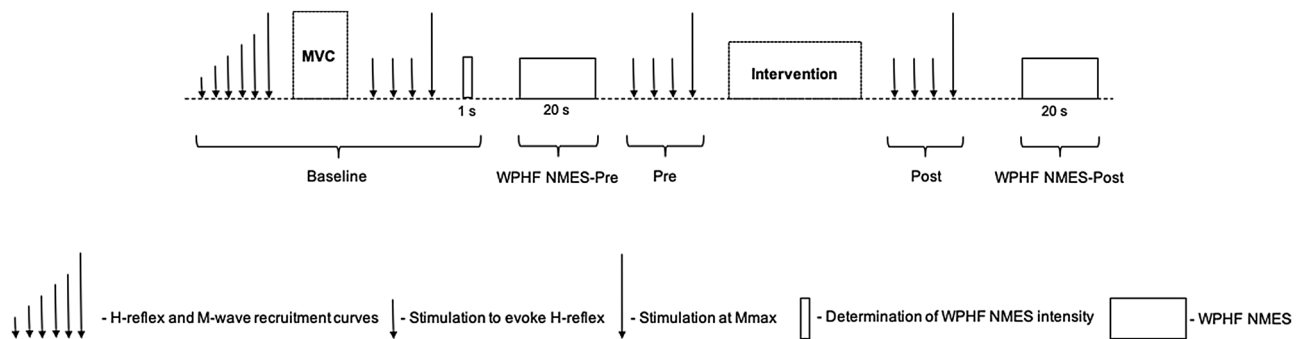 MVC
Intervention
1 s
20 s
20 s
Baseline
WPHF NMES-Pre
Pre
Post
WPHF NMES-Post
- H-reflex and M-wave recruitment curves
- Stimulation to evoke H-reflex
- Stimulation at Mmax
- Determination of WPHF NMES intensity
- WPHF NMES